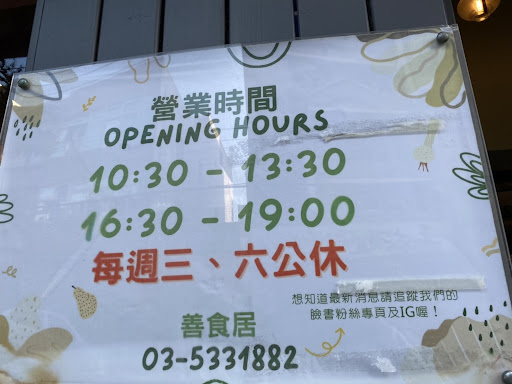 營業時間
OPENING HOURS
10:30 - 13:30
16:30 - 19:00
每週三、六公休
想知道最新消息請追蹤我們的
臉書粉絲專頁及IG喔！
善食居
03-5331882